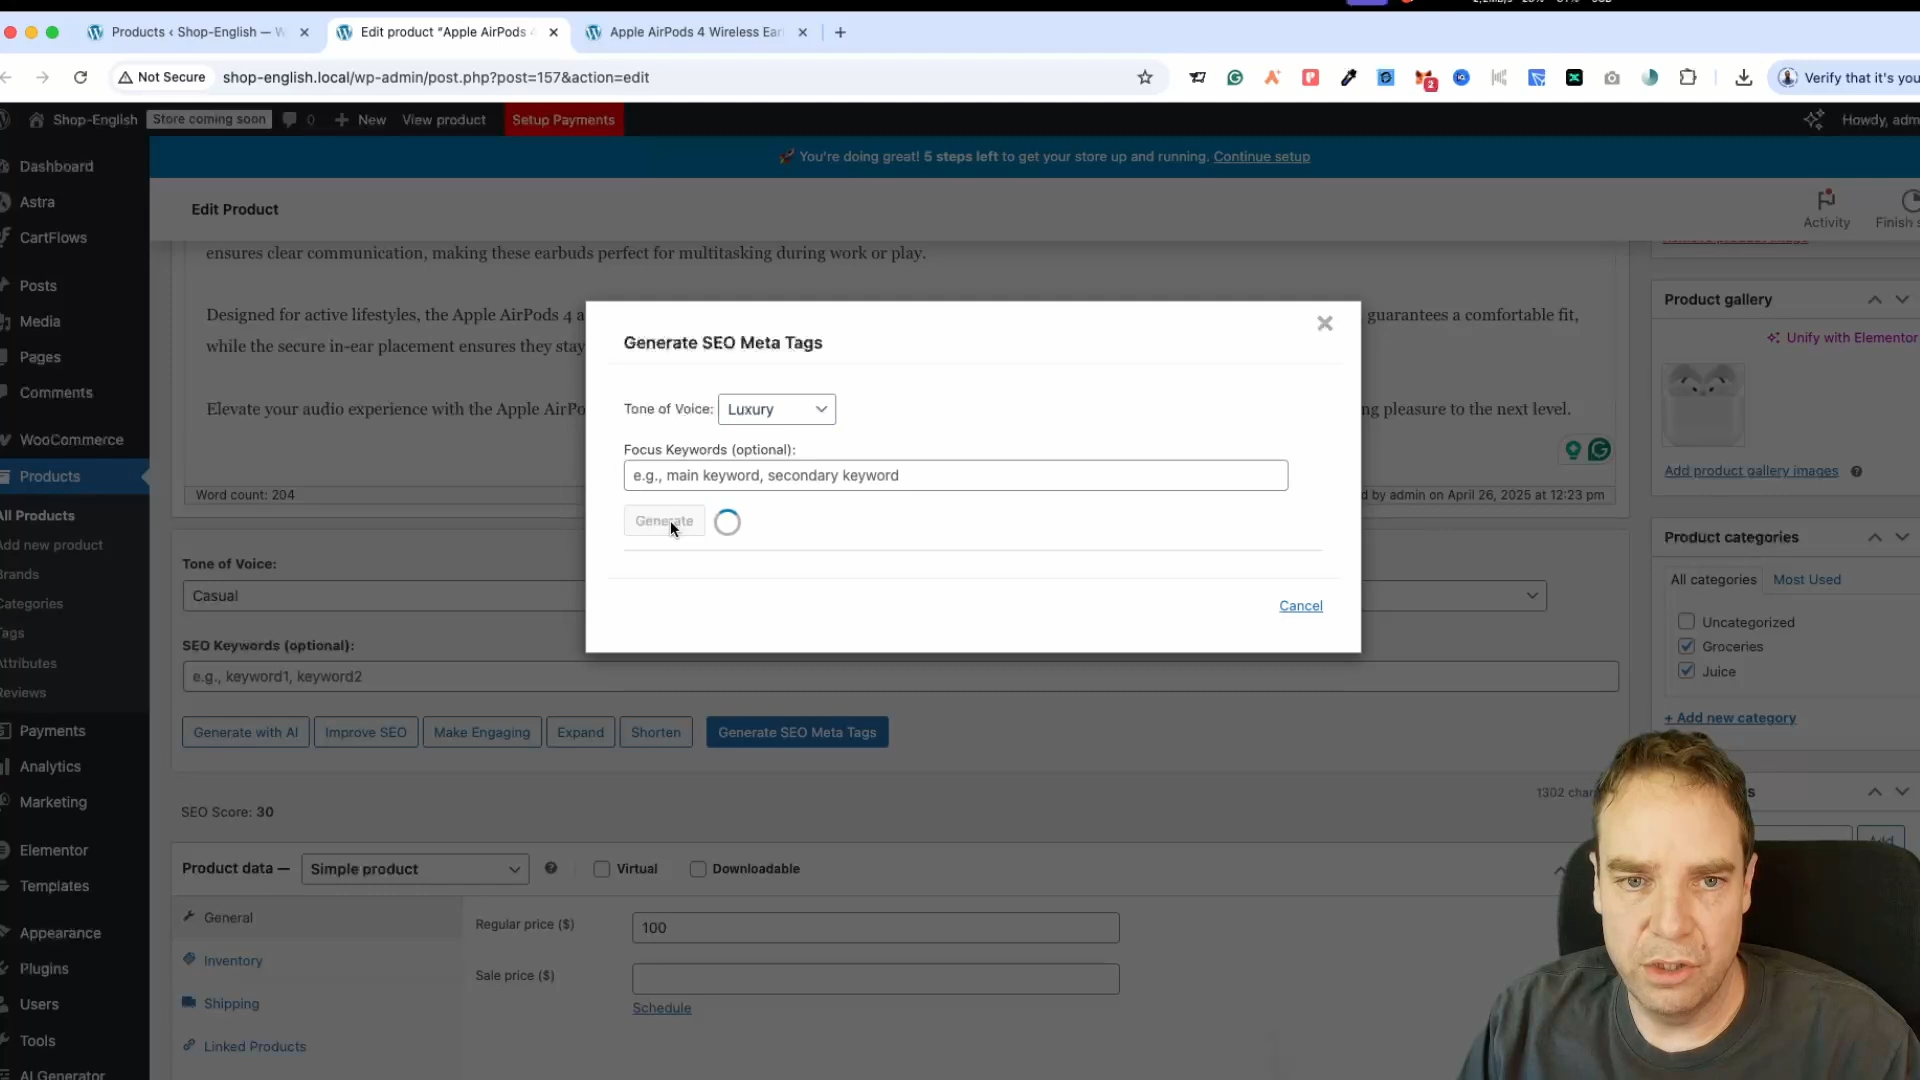 Products ‹ Shop-English — W
Edit product "Apple AirPods 4
Apple AirPods 4 Wireless Ear
Not Secure
shop-english.local/wp-admin/post.php?post=157&action=edit
2
Verify that it's you
Shop-English
Store coming soon
0
New
View product
Setup Payments
Howdy, adm
🚀 You're doing great! 5 steps left to get your store up and running. Continue setup
Dashboard
Astra
CartFlows
Posts
Media
Pages
Comments
WooCommerce
Products
All Products
Add new product
Brands
Categories
Tags
Attributes
Reviews
Payments
Analytics
Marketing
Elementor
Templates
Appearance
Plugins
Users
Tools
AI Generator
Edit Product
Activity
Finish s
ensures clear communication, making these earbuds perfect for multitasking during work or play.
Designed for active lifestyles, the Apple AirPods 4 a
guarantees a comfortable fit,
while the secure in-ear placement ensures they stay
Elevate your audio experience with the Apple AirPo
ng pleasure to the next level.
Word count: 204
d by admin on April 26, 2025 at 12:23 pm
Generate SEO Meta Tags
Tone of Voice:
Luxury
Focus Keywords (optional):
e.g., main keyword, secondary keyword
Generate
Cancel
Tone of Voice:
Casual
SEO Keywords (optional):
e.g., keyword1, keyword2
Generate with AI
Improve SEO
Make Engaging
Expand
Shorten
Generate SEO Meta Tags
1302 char
SEO Score: 30
Product data —
Simple product
Virtual
Downloadable
General
Inventory
Shipping
Linked Products
Regular price ($)
100
Sale price ($)
Schedule
Product gallery
Unify with Elementor
Add product gallery images
Product categories
All categories
Most Used
Uncategorized
Groceries
Juice
+ Add new category
s
Add